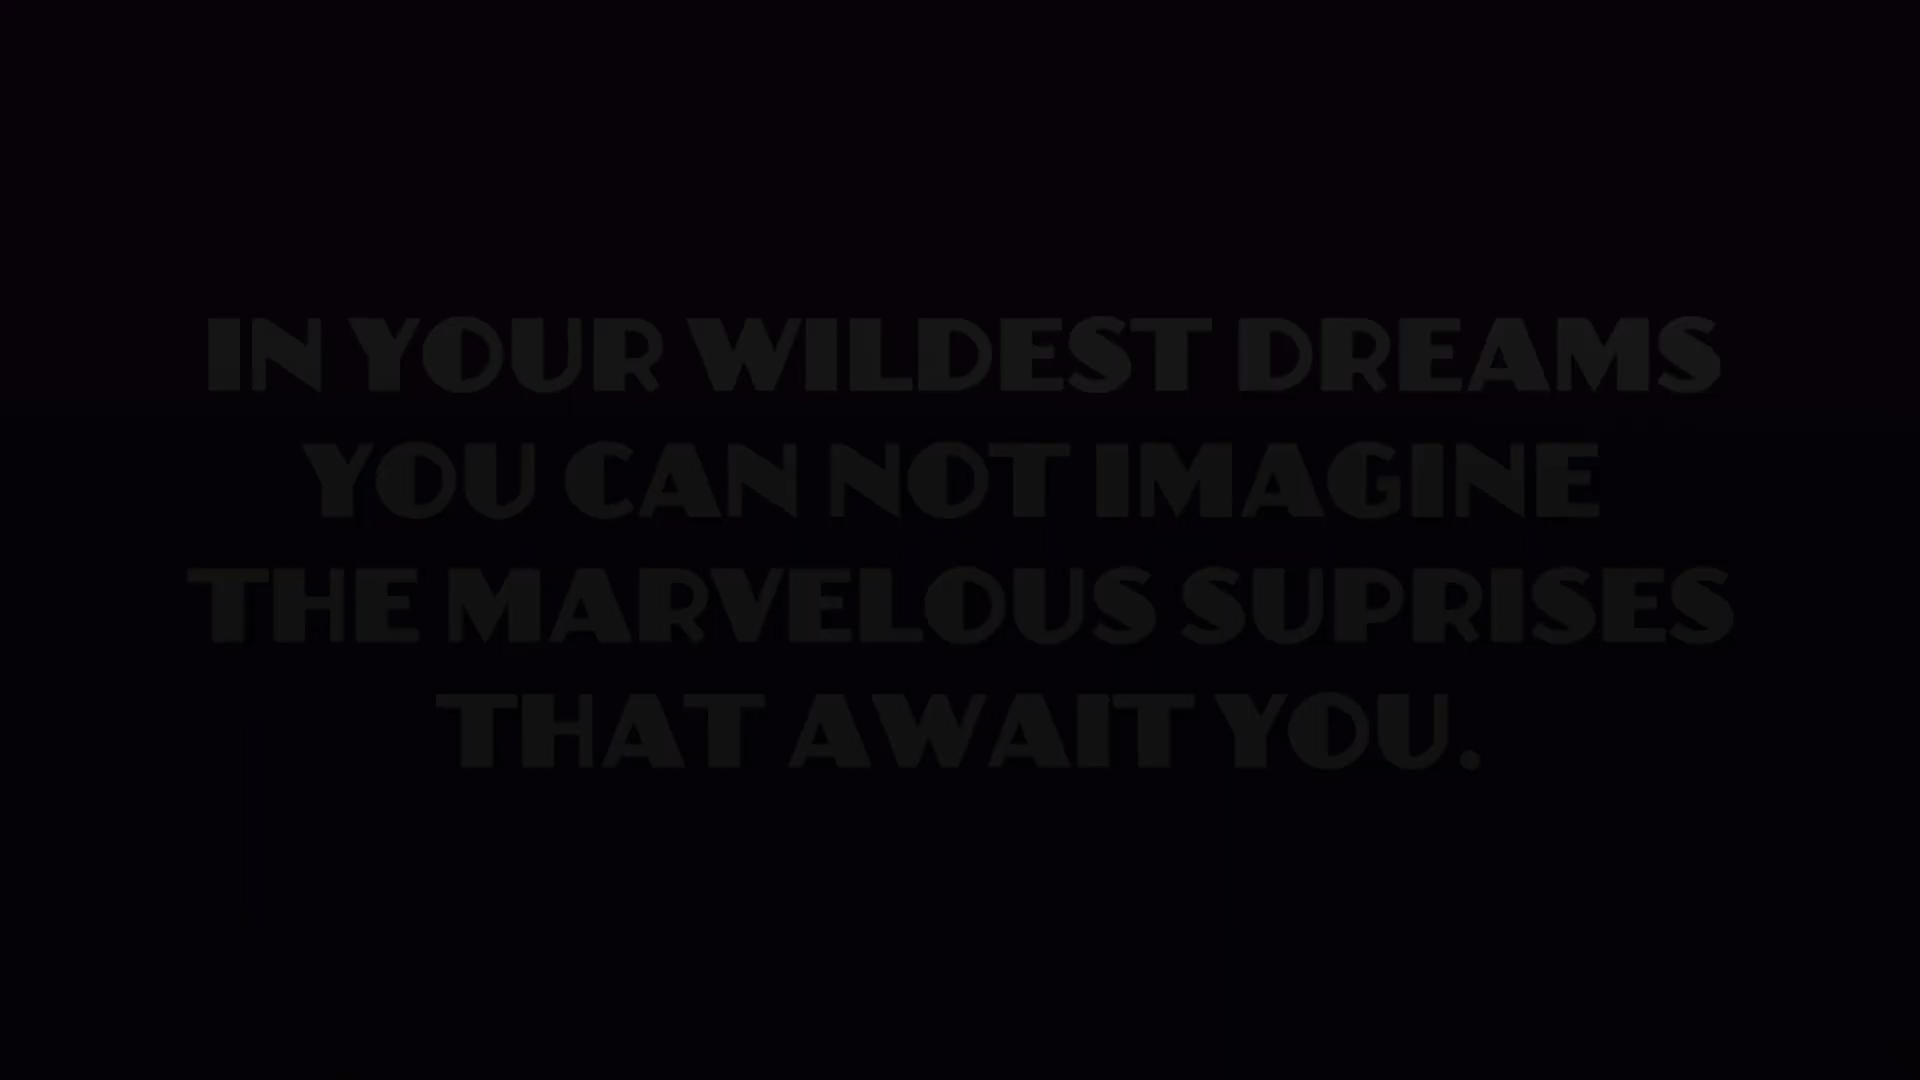 IN YOUR WILDEST DREAMS
YOU CAN NOT IMAGINE
THE MARVELOUS SUPRISES
THAT AWAIT YOU.